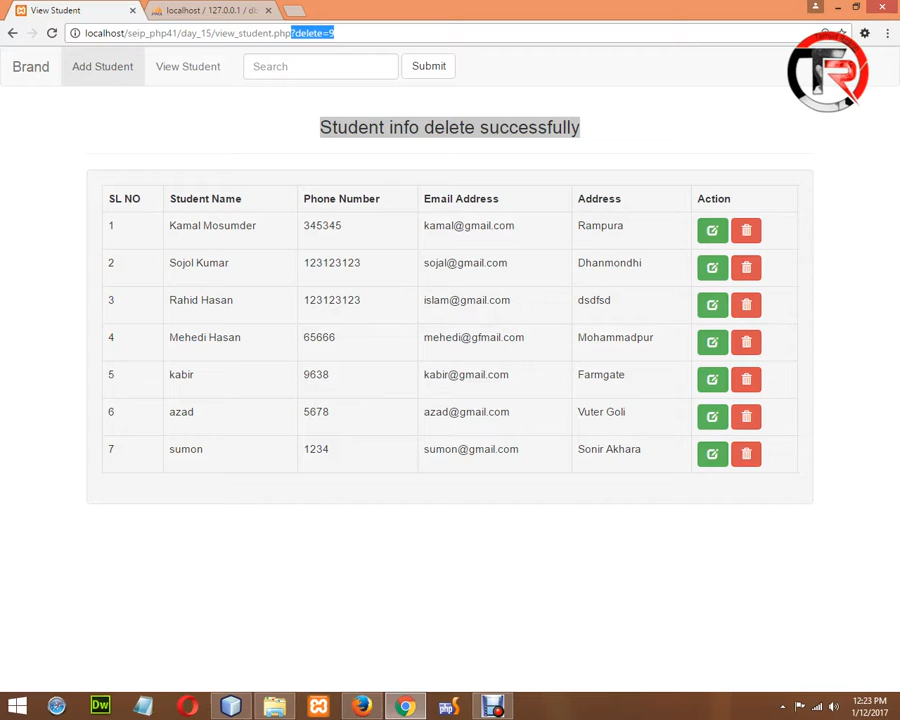 View Student
localhost / 127.0.0.1 / db
localhost/seip_php41/day_15/view_student.php?delete=9
Brand Add Student View Student Search Submit
TR
Student info delete successfully
SL NO Student Name Phone Number Email Address Address Action
1 Kamal Mosumder 345345 kamal@gmail.com Rampura
2 Sojol Kumar 123123123 sojal@gmail.com Dhanmondhi
3 Rahid Hasan 123123123 islam@gmail.com dsdfsd
4 Mehedi Hasan 65666 mehedi@gfmail.com Mohammadpur
5 kabir 9638 kabir@gmail.com Farmgate
6 azad 5678 azad@gmail.com Vuter Goli
7 sumon 1234 sumon@gmail.com Sonir Akhara
Dw
php
12:23 PM
1/12/2017